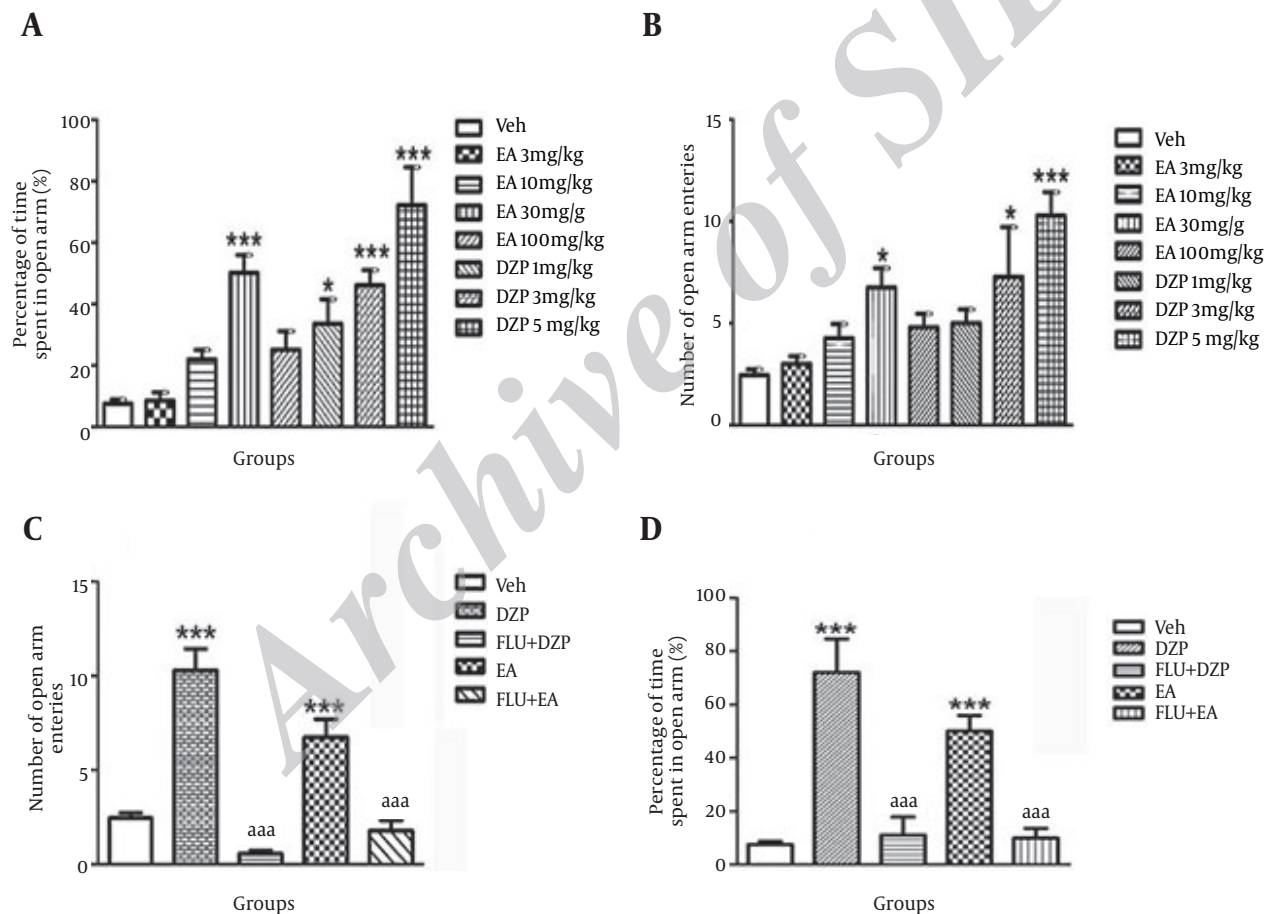 A
Percentage of time
spent in open arm (%)
100
80
60
40
20
0
***
*
***
***
Groups
Veh
EA 3mg/kg
EA 10mg/kg
EA 30mg/g
EA 100mg/kg
DZP 1mg/kg
DZP 3mg/kg
DZP 5 mg/kg
B
Number of open arm enteries
15
10
5
0
*
*
***
Groups
Veh
EA 3mg/kg
EA 10mg/kg
EA 30mg/g
EA 100mg/kg
DZP 1mg/kg
DZP 3mg/kg
DZP 5 mg/kg
C
Number of open arm
enteries
15
10
5
0
***
aaa
***
aaa
Groups
Veh
DZP
FLU+DZP
EA
FLU+EA
D
Percentage of time
spent in open arm (%)
100
80
60
40
20
0
***
aaa
***
aaa
Groups
Veh
DZP
FLU+DZP
EA
FLU+EA
Archive of SI